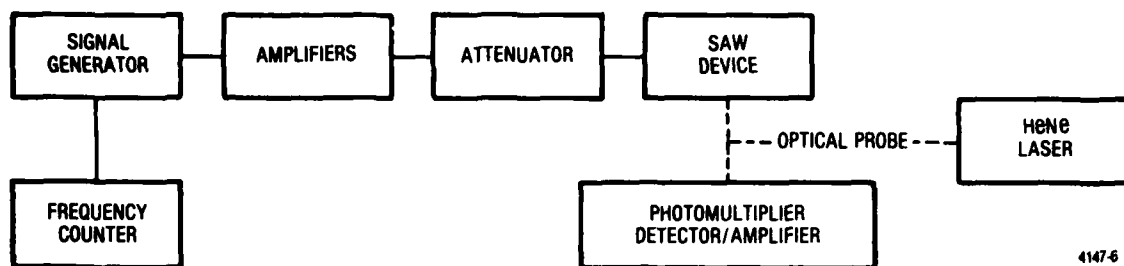 SIGNAL
GENERATOR
AMPLIFIERS
ATTENUATOR
SAW
DEVICE
OPTICAL PROBE
HeNe
LASER
FREQUENCY
COUNTER
PHOTOMULTIPLIER
DETECTOR/AMPLIFIER
4147-6